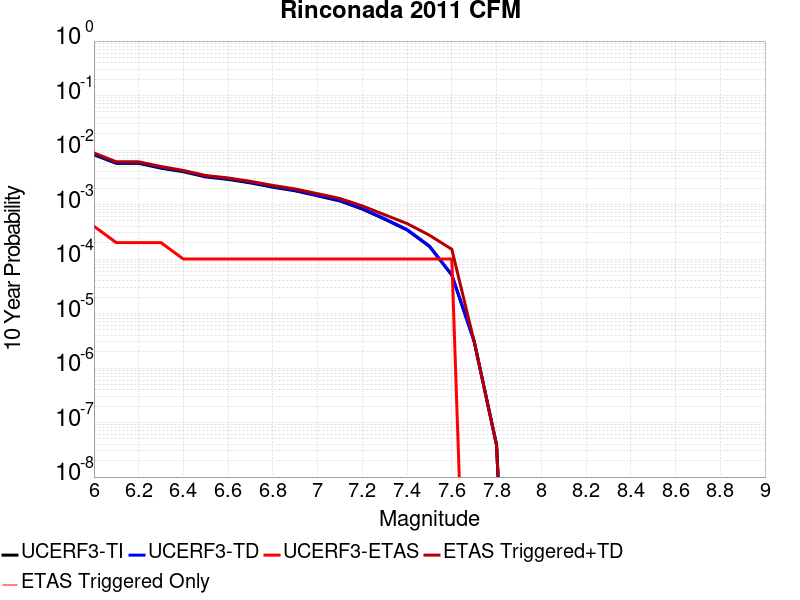 Rinconada 2011 CFM
10^0
10^-1
10^-2
10^-3
10^-4
10^-5
10^-6
10^-7
10^-8
10 Year Probability
6 6.2 6.4 6.6 6.8 7 7.2 7.4 7.6 7.8 8 8.2 8.4 8.6 8.8 9
Magnitude
UCERF3-TI UCERF3-TD UCERF3-ETAS ETAS Triggered+TD
ETAS Triggered Only